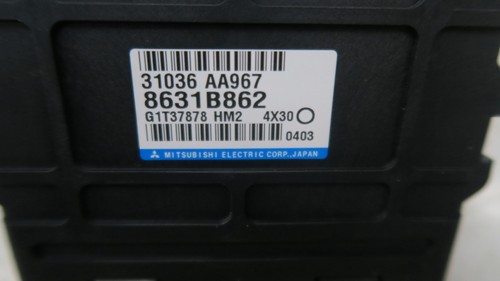 31036 AA967
8631B862
G1T37878 HM2 4X30
0403
MITSUBISHI ELECTRIC CORP., JAPAN